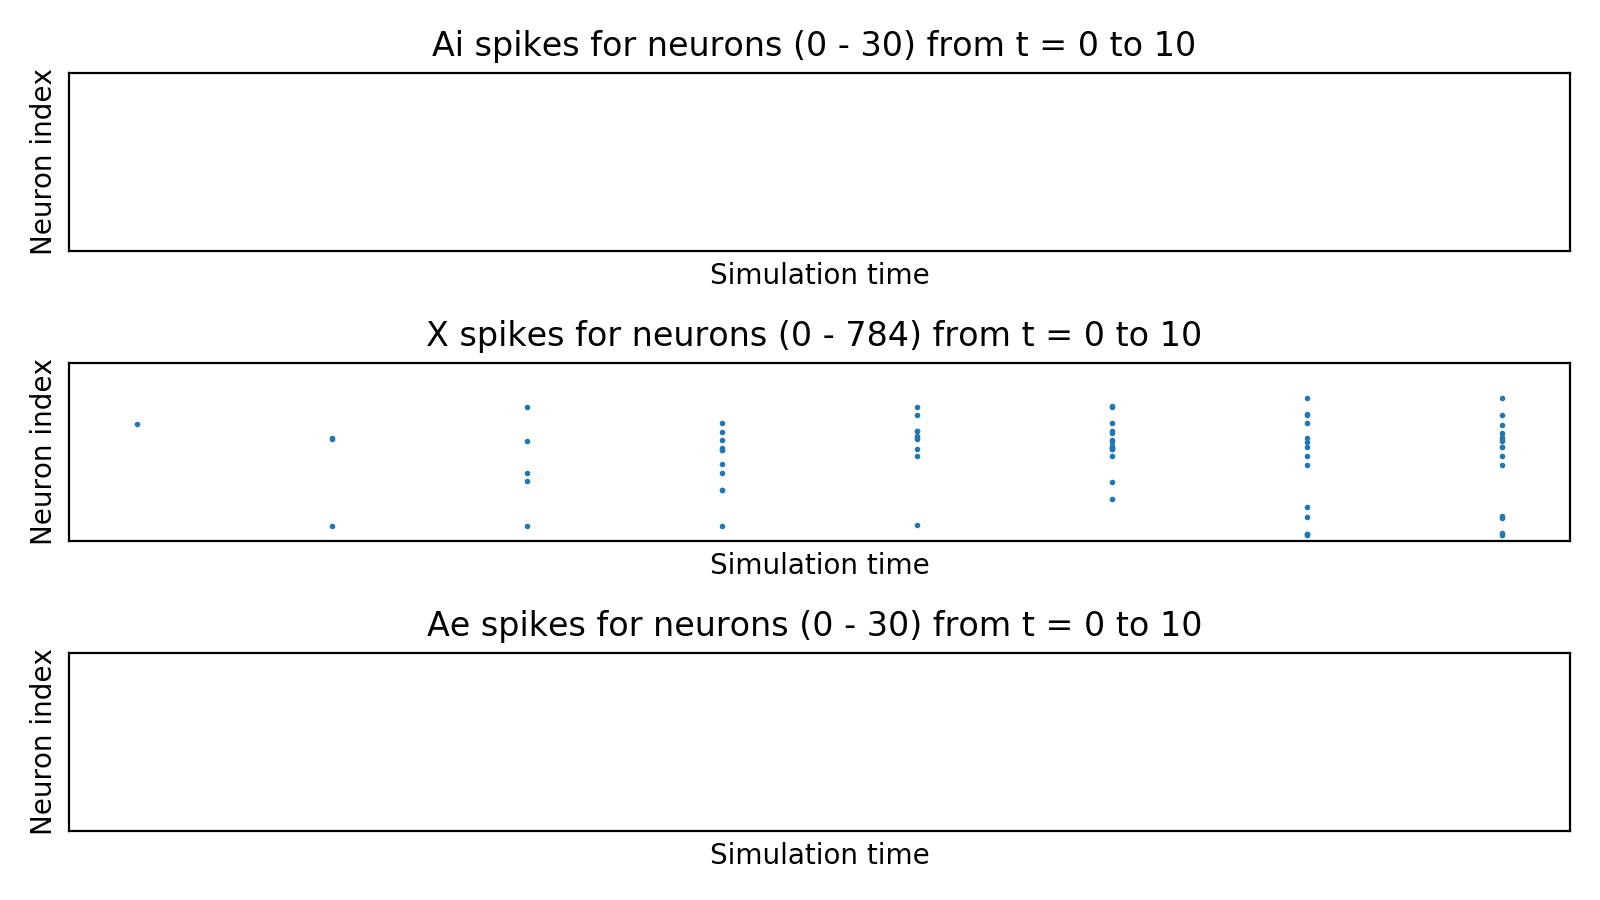 Ai spikes for neurons (0 - 30) from t = 0 to 10
Neuron index
Simulation time
X spikes for neurons (0 - 784) from t = 0 to 10
Neuron index
Simulation time
Ae spikes for neurons (0 - 30) from t = 0 to 10
Neuron index
Simulation time